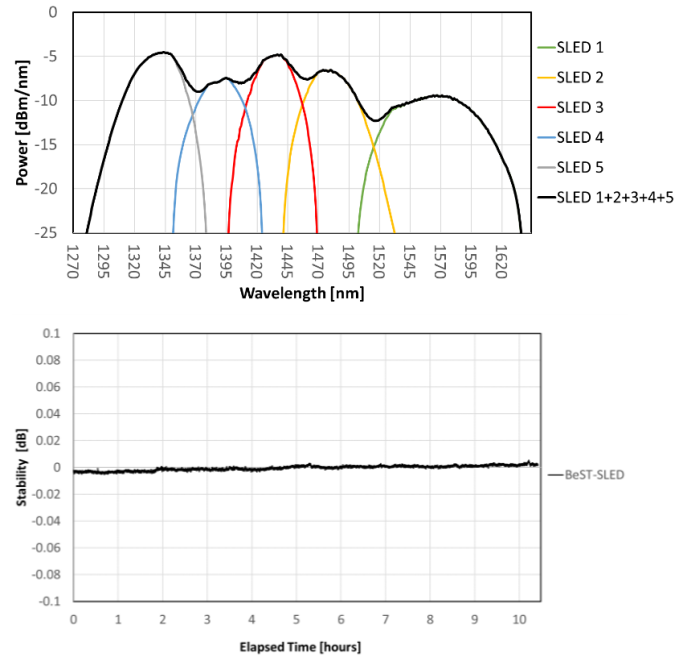 0
-5
-10
-15
-20
-25
Power [dBm/nm]
1270 1295 1320 1345 1370 1395 1420 1445 1470 1495 1520 1545 1570 1595 1620
Wavelength [nm]
SLED 1
SLED 2
SLED 3
SLED 4
SLED 5
SLED 1+2+3+4+5
0.1
0.08
0.06
0.04
0.02
0
-0.02
-0.04
-0.06
-0.08
-0.1
Stability [dB]
0 1 2 3 4 5 6 7 8 9 10
Elapsed Time [hours]
BeST-SLED